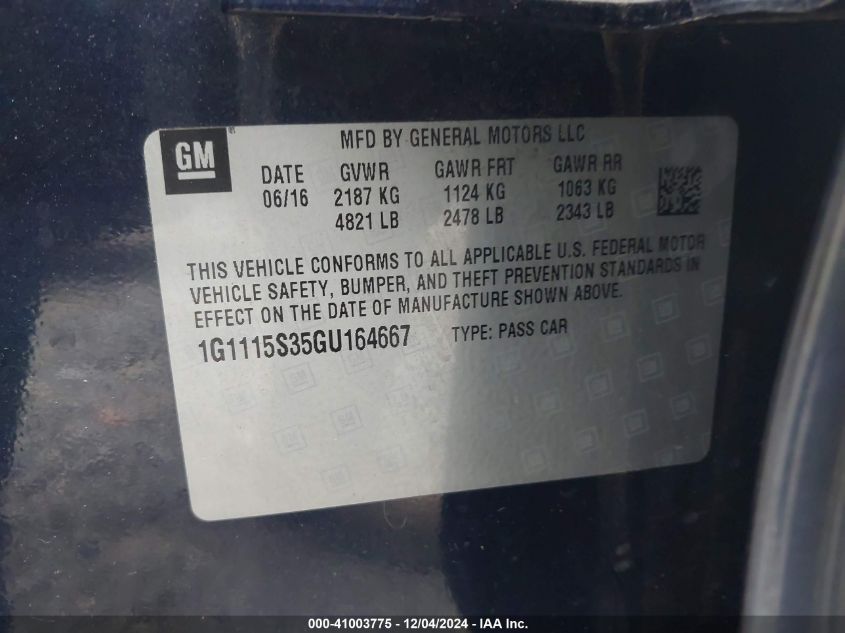 GM
MFD BY GENERAL MOTORS LLC
DATE GVWR GAWR FRT GAWR RR
06/16 2187 KG 1124 KG 1063 KG
4821 LB 2478 LB 2343 LB
THIS VEHICLE CONFORMS TO ALL APPLICABLE U.S. FEDERAL MOTOR
VEHICLE SAFETY, BUMPER, AND THEFT PREVENTION STANDARDS IN
EFFECT ON THE DATE OF MANUFACTURE SHOWN ABOVE.
1G1115S35GU164667 TYPE: PASS CAR
000-41003775 - 12/04/2024 - IAA Inc.